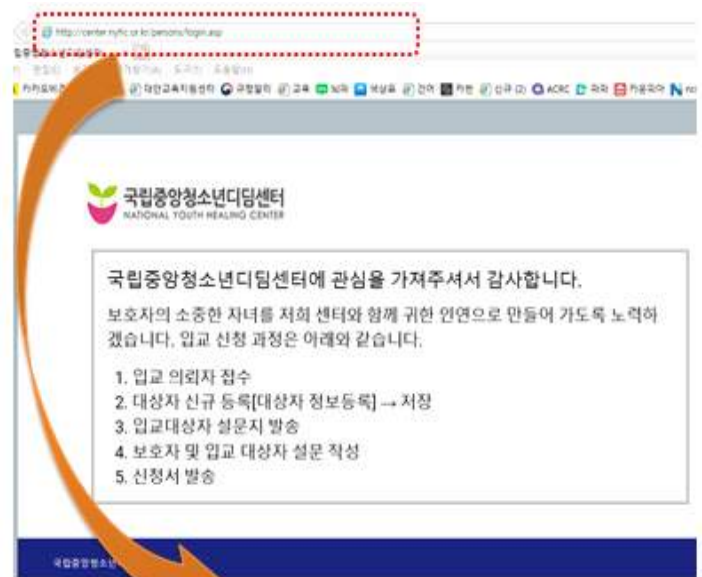 http://center.nyhc.or.kr/persons/login.asp
국립중앙청소년디딤센터
NATIONAL YOUTH HEALING CENTER
국립중앙청소년디딤센터에 관심을 가져주셔서 감사합니다.
보호자의 소중한 자녀를 저희 센터와 함께 귀한 인연으로 만들어 가도록 노력하
겠습니다. 입교 신청 과정은 아래와 같습니다.
1. 입교 의뢰자 접수
2. 대상자 신규 등록[대상자 정보등록] → 저장
3. 입교대상자 설문지 발송
4. 보호자 및 입교 대상자 설문 작성
5. 신청서 발송